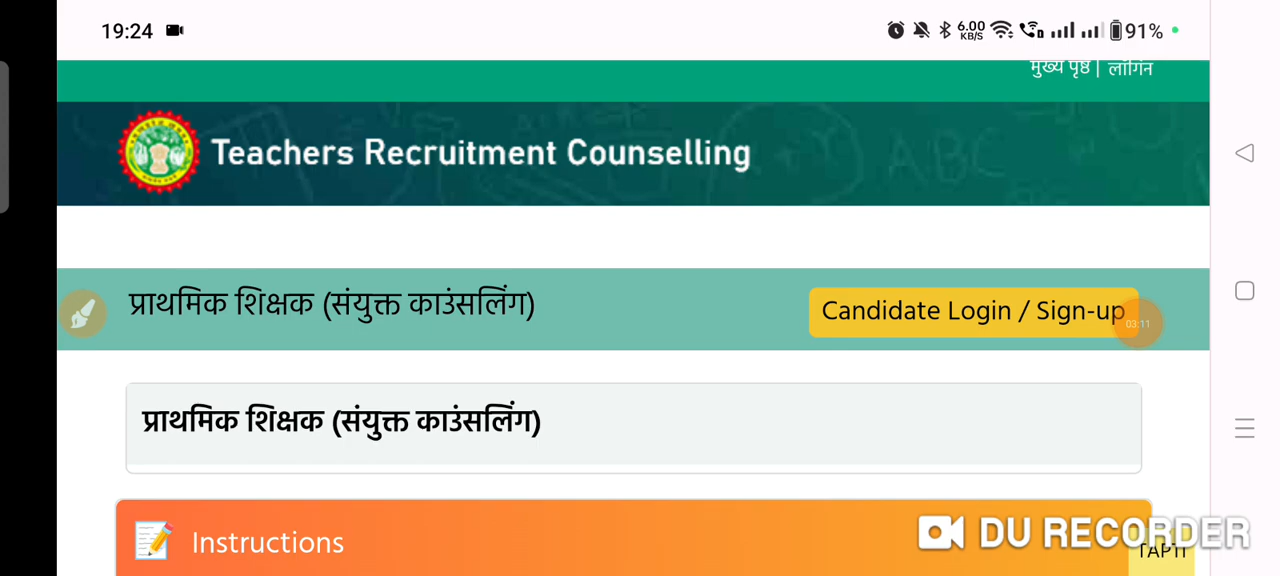 19:24 6.00 KB/S 91%
मुख्य पृष्ठ | लॉगिन
Teachers Recruitment Counselling
प्राथमिक शिक्षक (संयुक्त काउंसलिंग) Candidate Login / Sign-up
03:11
प्राथमिक शिक्षक (संयुक्त काउंसलिंग)
Instructions
DU RECORDER